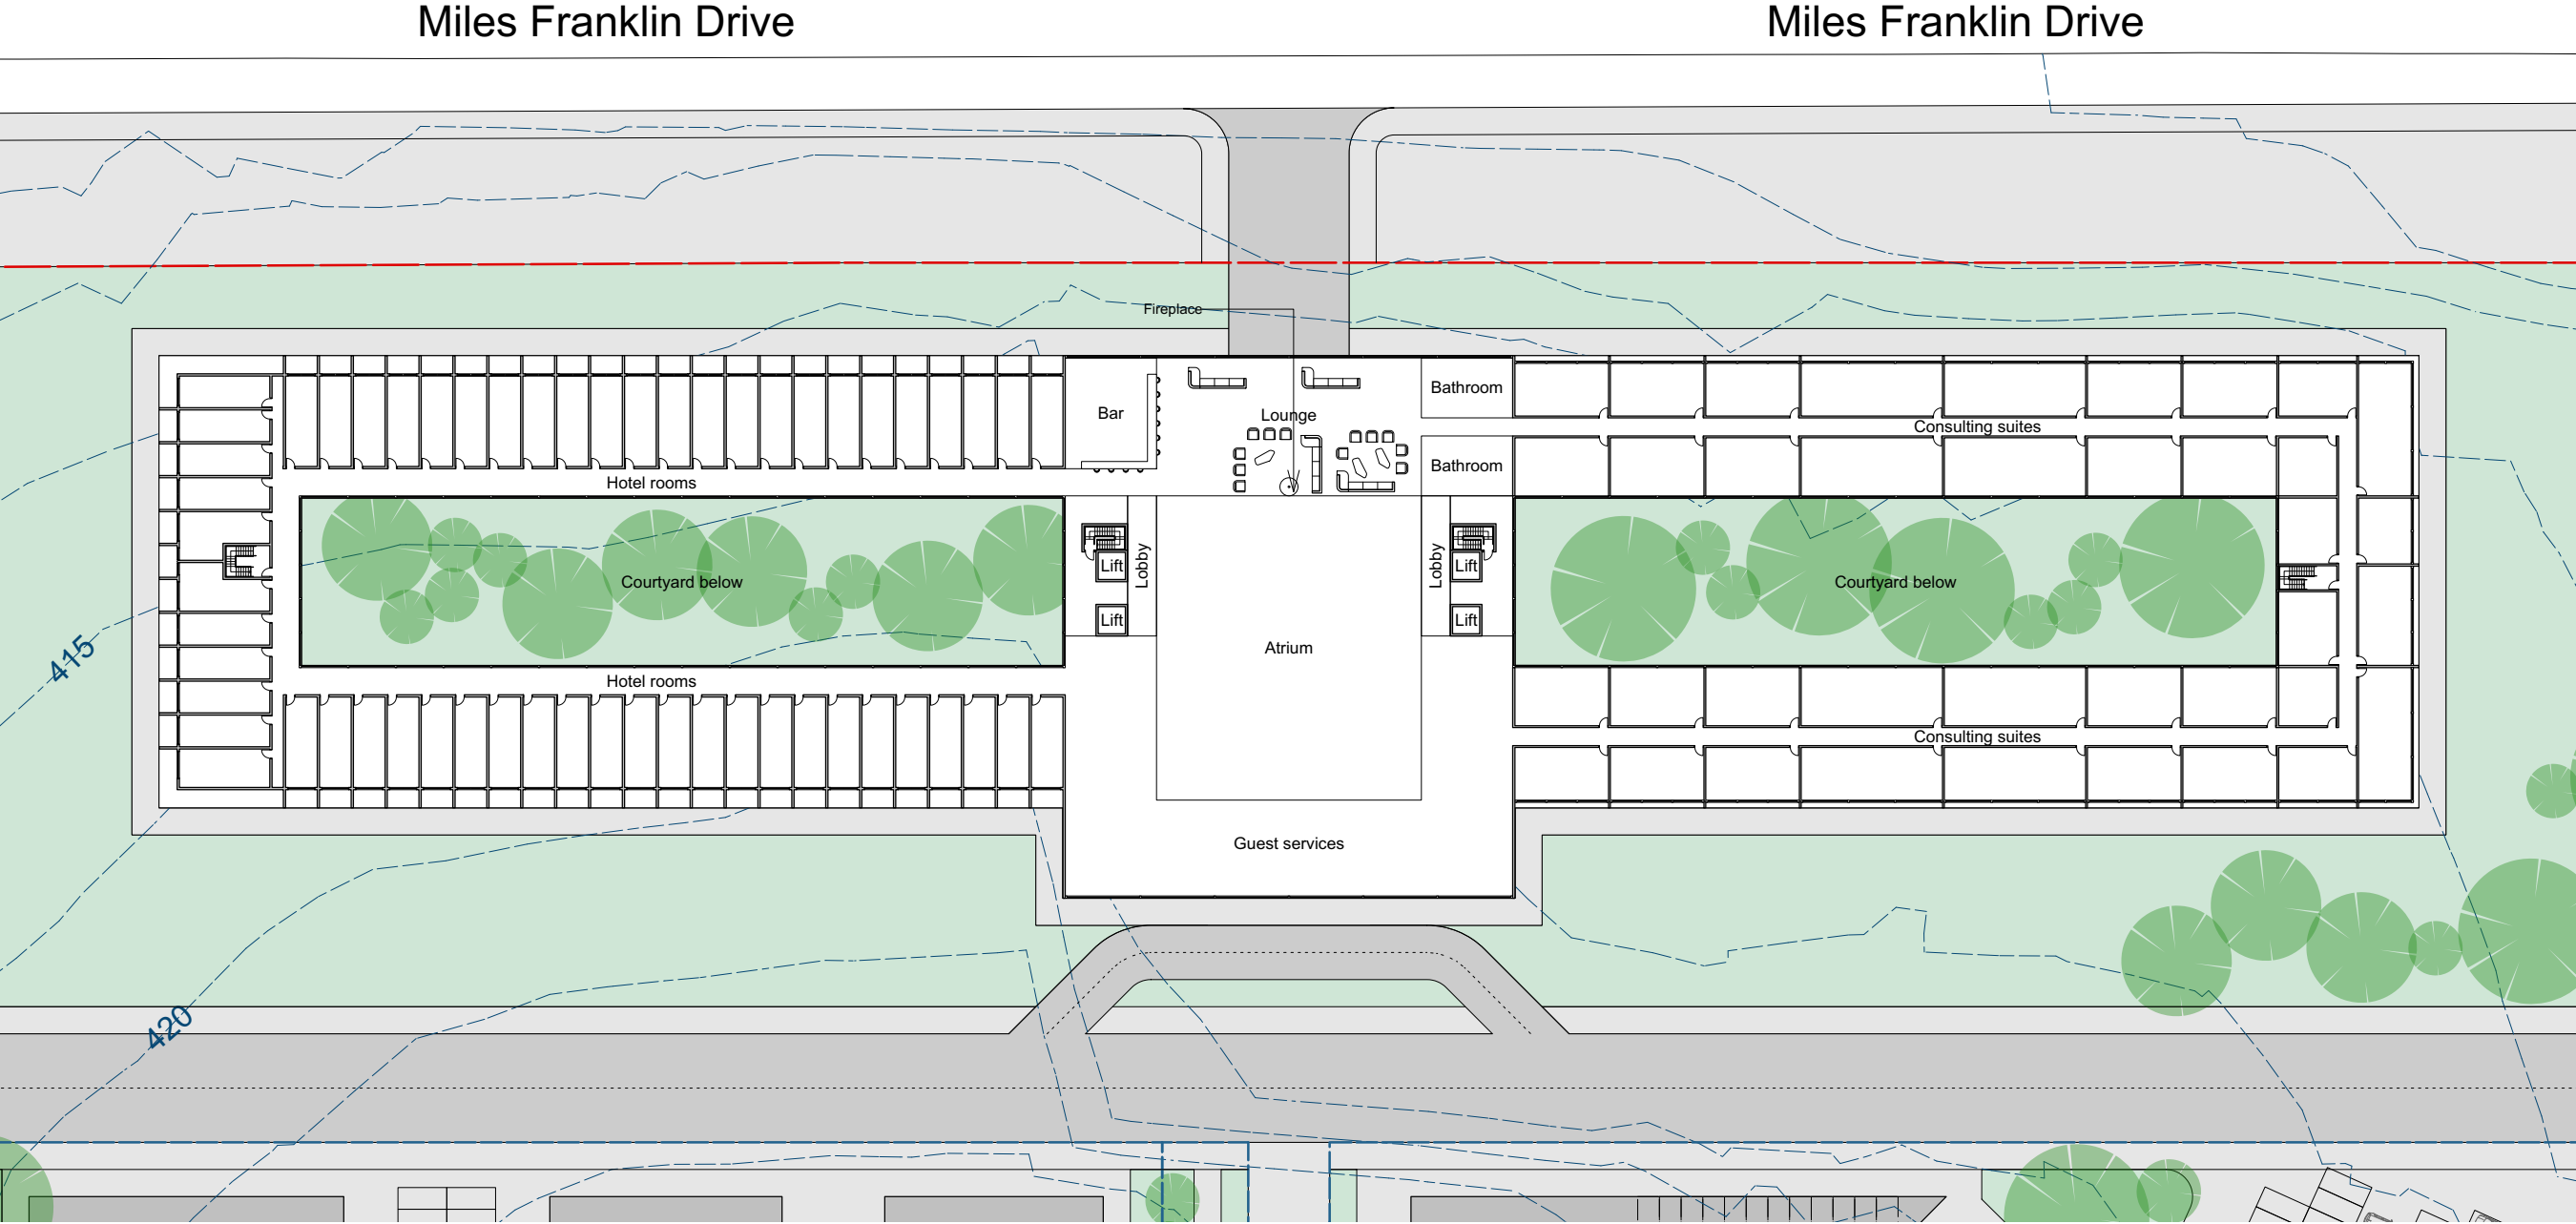 Miles Franklin Drive
Miles Franklin Drive
Fireplace
Bar
Lounge
Bathroom
Consulting suites
Bathroom
Hotel rooms
Lift
Lobby
Lobby
Lift
Courtyard below
Courtyard below
Lift
Lift
Atrium
415
Hotel rooms
Consulting suites
Guest services
420